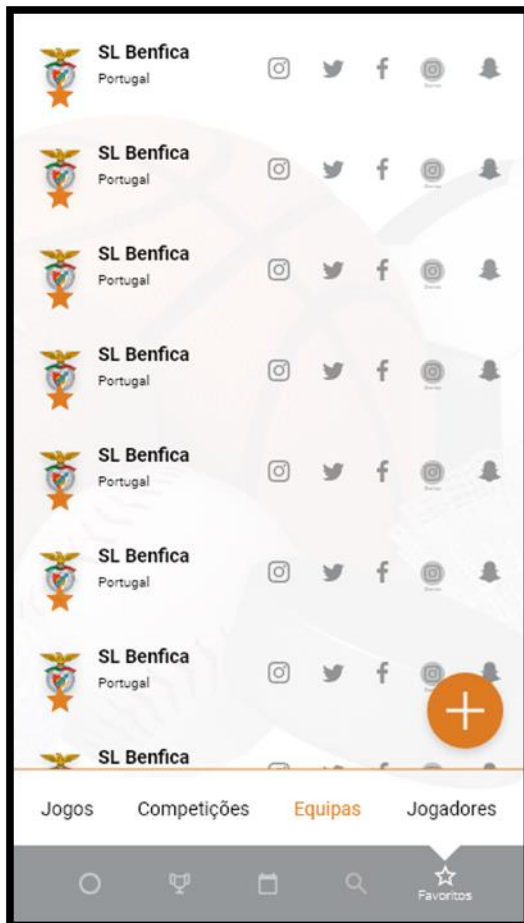 SL Benfica
Portugal
SL Benfica
Portugal
SL Benfica
Portugal
SL Benfica
Portugal
SL Benfica
Portugal
SL Benfica
Portugal
SL Benfica
Portugal
SL Benfica
Jogos Competições Equipas Jogadores
Favoritos